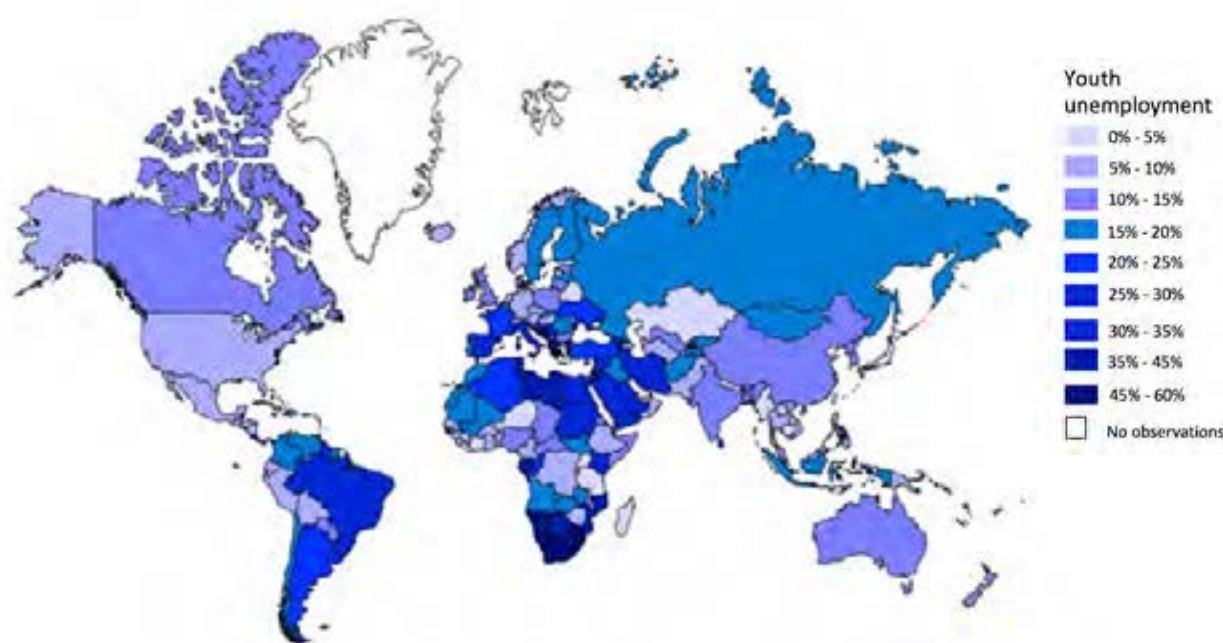 Youth
unemployment
0% - 5%
5% - 10%
10% - 15%
15% - 20%
20% - 25%
25% - 30%
30% - 35%
35% - 45%
45% - 60%
No observations